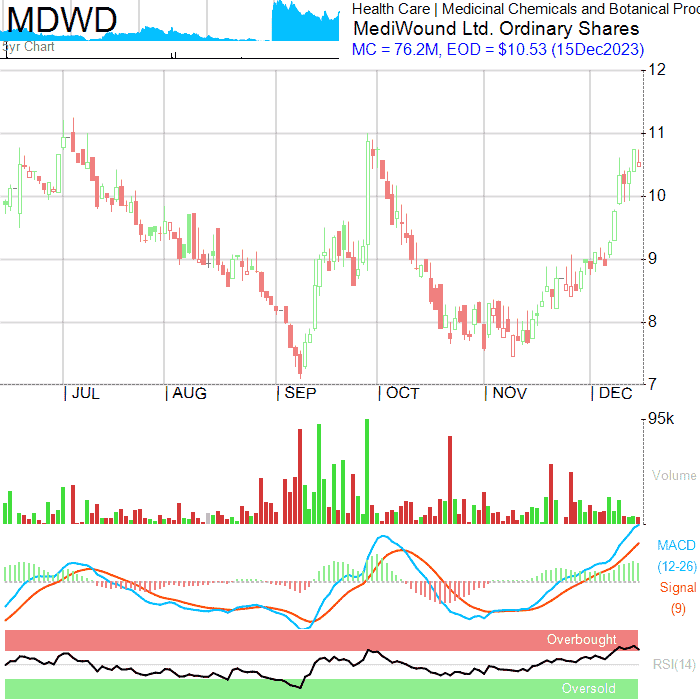 MDWD
5yr Chart
Health Care | Medicinal Chemicals and Botanical Proc
MediWound Ltd. Ordinary Shares
MC = 76.2M, EOD = $10.53 (15Dec2023)
12
11
10
9
8
7
| JUL | AUG | SEP | OCT | NOV | DEC
95k
Volume
MACD
(12-26)
Signal
(9)
Overbought
RSI(14)
Oversold